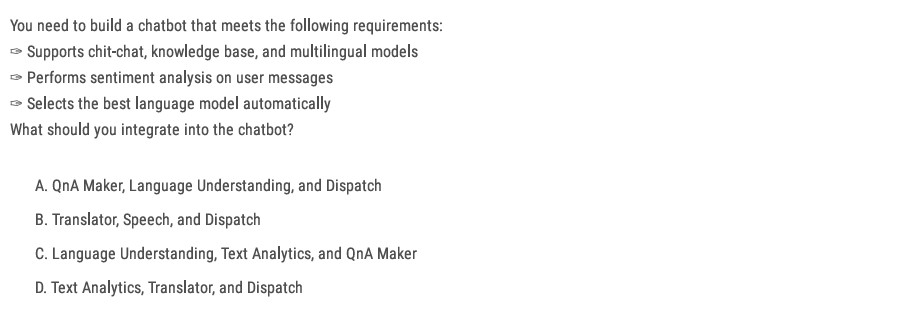 You need to build a chatbot that meets the following requirements:
✑ Supports chit-chat, knowledge base, and multilingual models
✑ Performs sentiment analysis on user messages
✑ Selects the best language model automatically
What should you integrate into the chatbot?
A. QnA Maker, Language Understanding, and Dispatch
B. Translator, Speech, and Dispatch
C. Language Understanding, Text Analytics, and QnA Maker
D. Text Analytics, Translator, and Dispatch